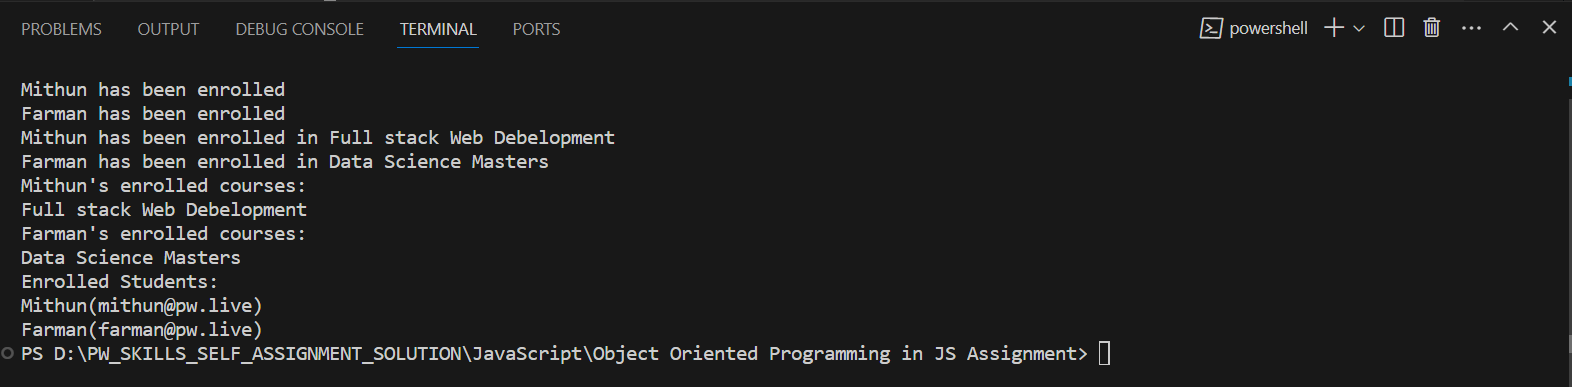 PROBLEMS OUTPUT DEBUG CONSOLE TERMINAL PORTS powershell
Mithun has been enrolled
Farman has been enrolled
Mithun has been enrolled in Full stack Web Debelopment
Farman has been enrolled in Data Science Masters
Mithun's enrolled courses:
Full stack Web Debelopment
Farman's enrolled courses:
Data Science Masters
Enrolled Students:
Mithun(mithun@pw.live)
Farman(farman@pw.live)
PS D:\PW_SKILLS_SELF_ASSIGNMENT_SOLUTION\JavaScript\Object Oriented Programming in JS Assignment>